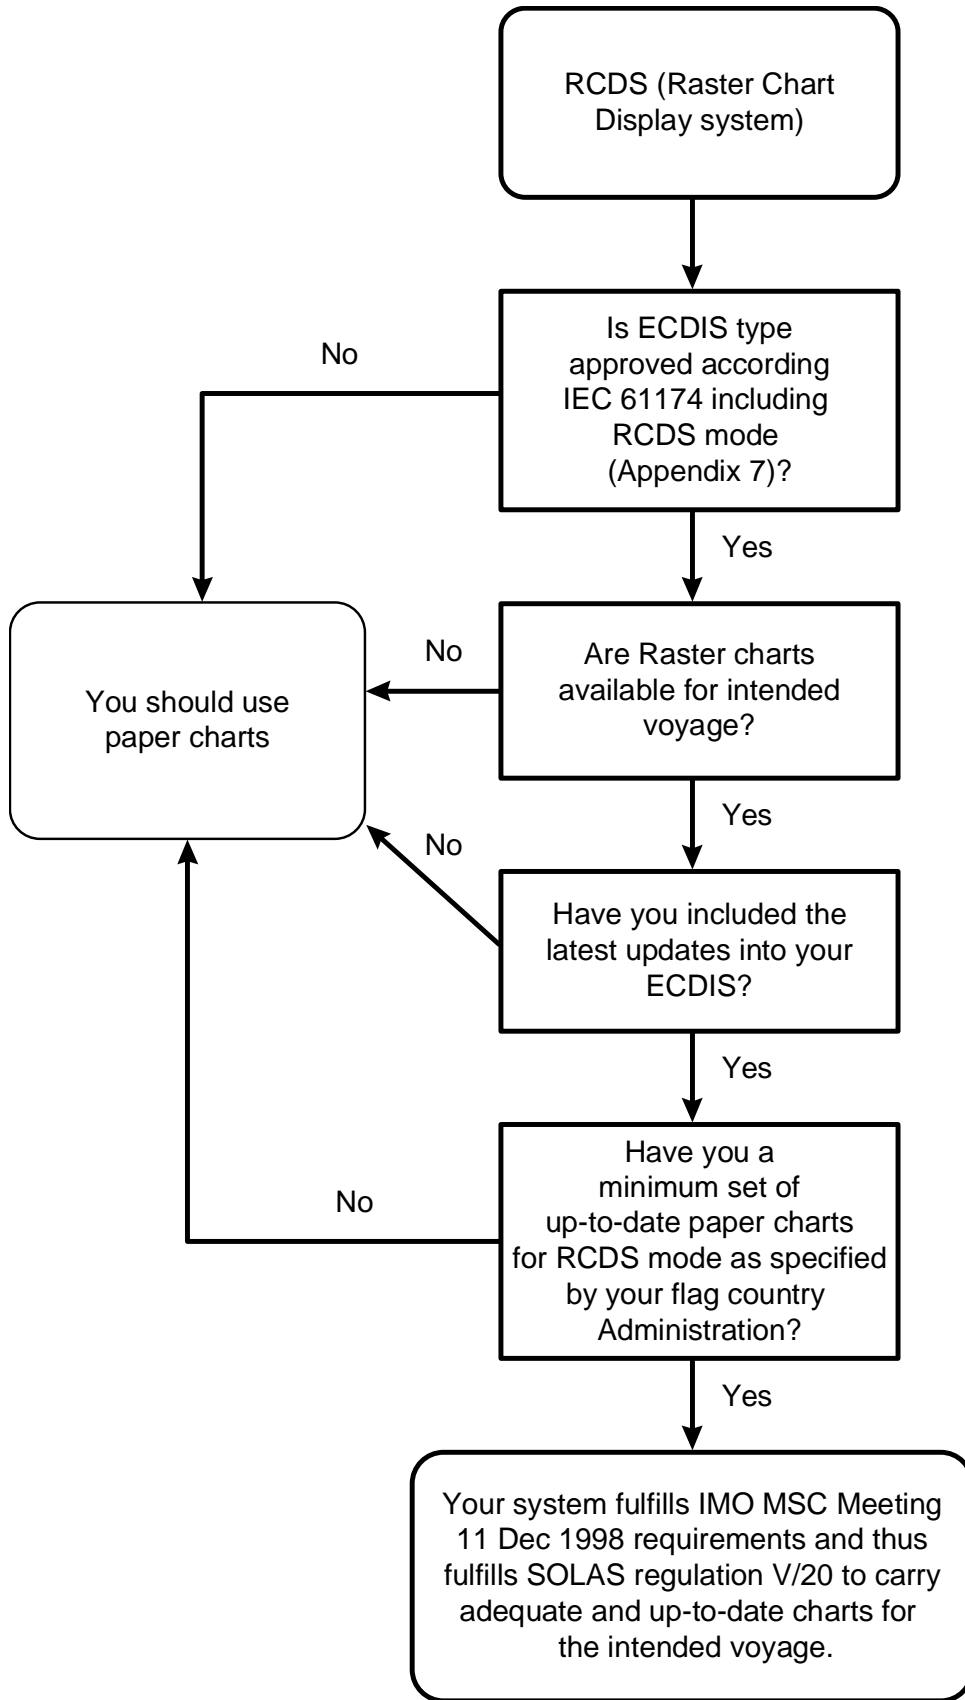 RCDS (Raster Chart
Display system)
Is ECDIS type
approved according
IEC 61174 including
RCDS mode
(Appendix 7)?
No
Yes
Are Raster charts
available for intended
voyage?
No
You should use
paper charts
Yes
Have you included the
latest updates into your
ECDIS?
No
Yes
Have you a
minimum set of
up-to-date paper charts
for RCDS mode as specified
by your flag country
Administration?
No
Yes
Your system fulfills IMO MSC Meeting
11 Dec 1998 requirements and thus
fulfills SOLAS regulation V/20 to carry
adequate and up-to-date charts for
the intended voyage.